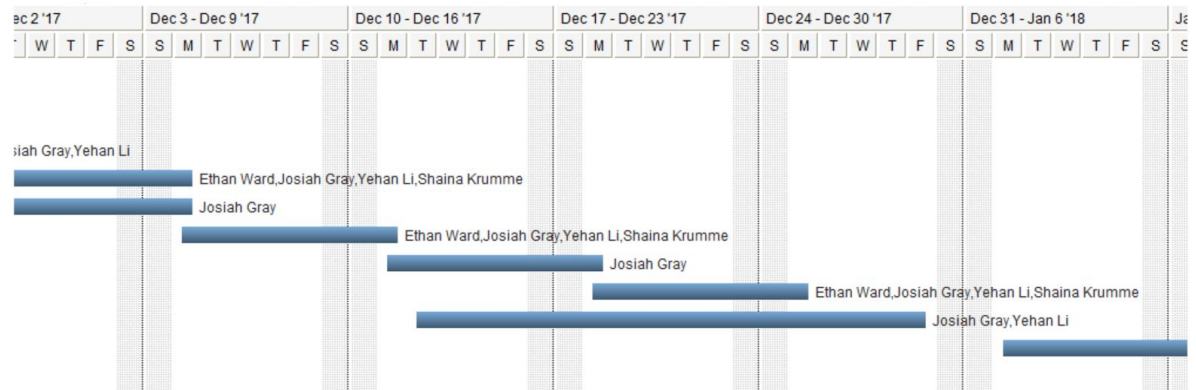 ec 2 '17 Dec 3 - Dec 9 '17 Dec 10 - Dec 16 '17 Dec 17 - Dec 23 '17 Dec 24 - Dec 30 '17 Dec 31 - Jan 6 '18 Ja
W T F S S M T W T F S S M T W T F S S M T W T F S S M T W T F S S M T W T F S S
siah Gray,Yehan Li
Ethan Ward,Josiah Gray,Yehan Li,Shaina Krumme
Josiah Gray
Ethan Ward,Josiah Gray,Yehan Li,Shaina Krumme
Josiah Gray
Ethan Ward,Josiah Gray,Yehan Li,Shaina Krumme
Josiah Gray,Yehan Li